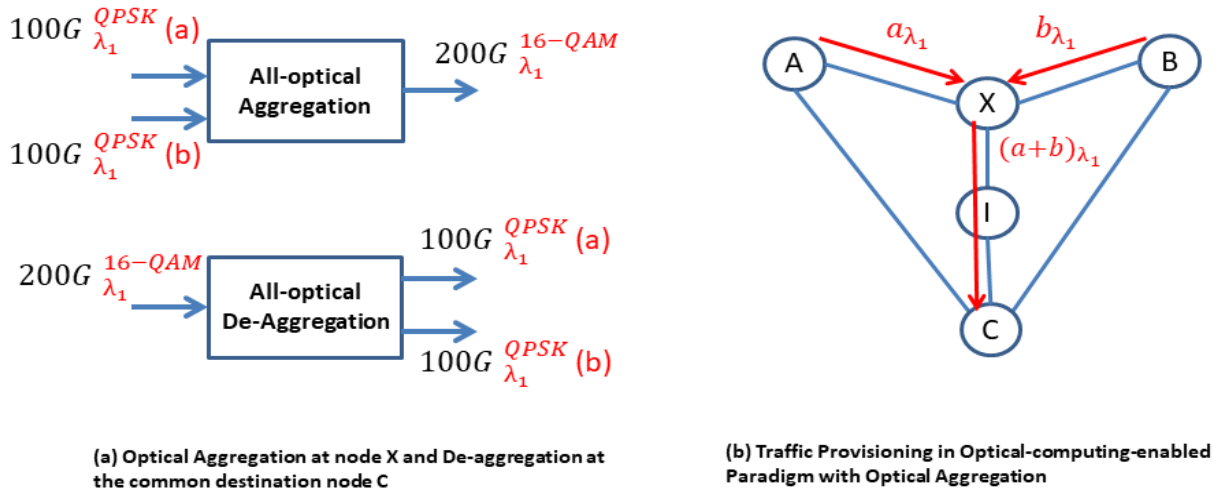 100G QPSK λ1 (a)
All-optical
Aggregation
200G 16−QAM λ1
100G QPSK λ1 (b)
200G 16−QAM λ1
All-optical
De-Aggregation
100G QPSK λ1 (a)
100G QPSK λ1 (b)
(a) Optical Aggregation at node X and De-aggregation at
the common destination node C
A
aλ1
bλ1
B
X
(a+b)λ1
I
C
(b) Traffic Provisioning in Optical-computing-enabled
Paradigm with Optical Aggregation